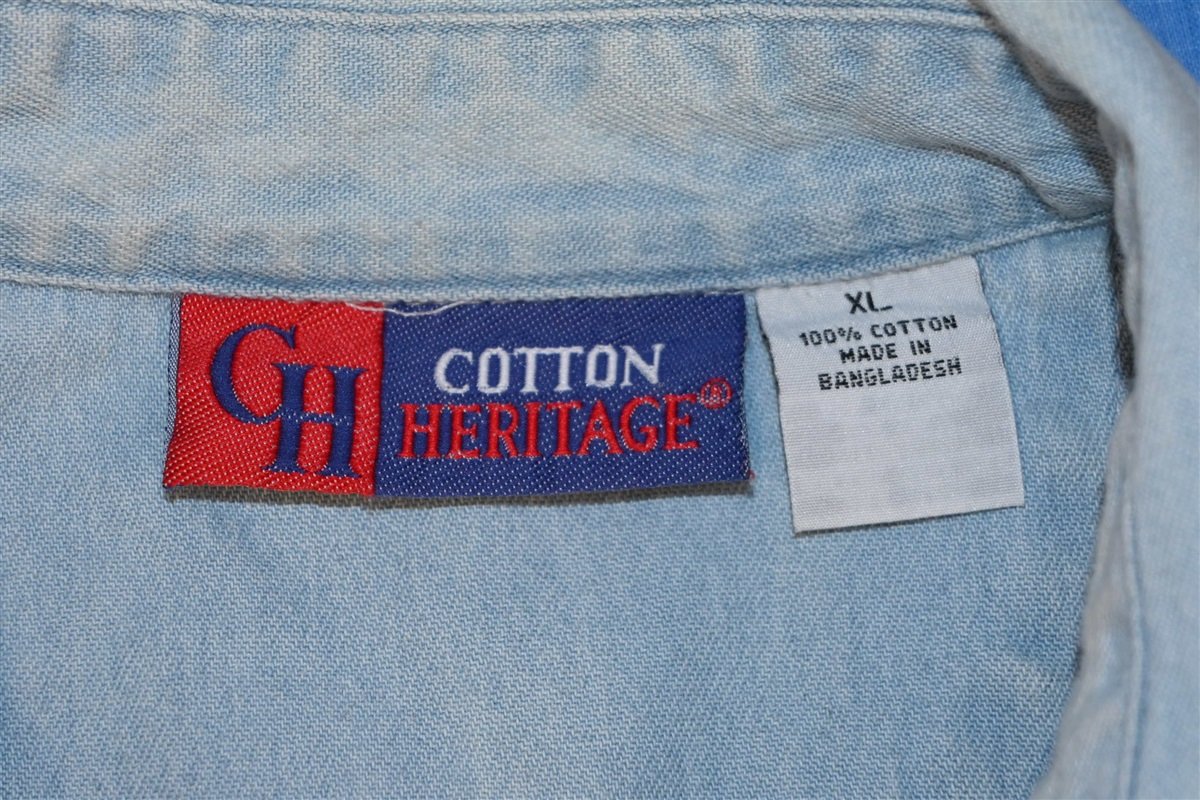 CH
COTTON
HERITAGE®
XL
100% COTTON
MADE IN
BANGLADESH